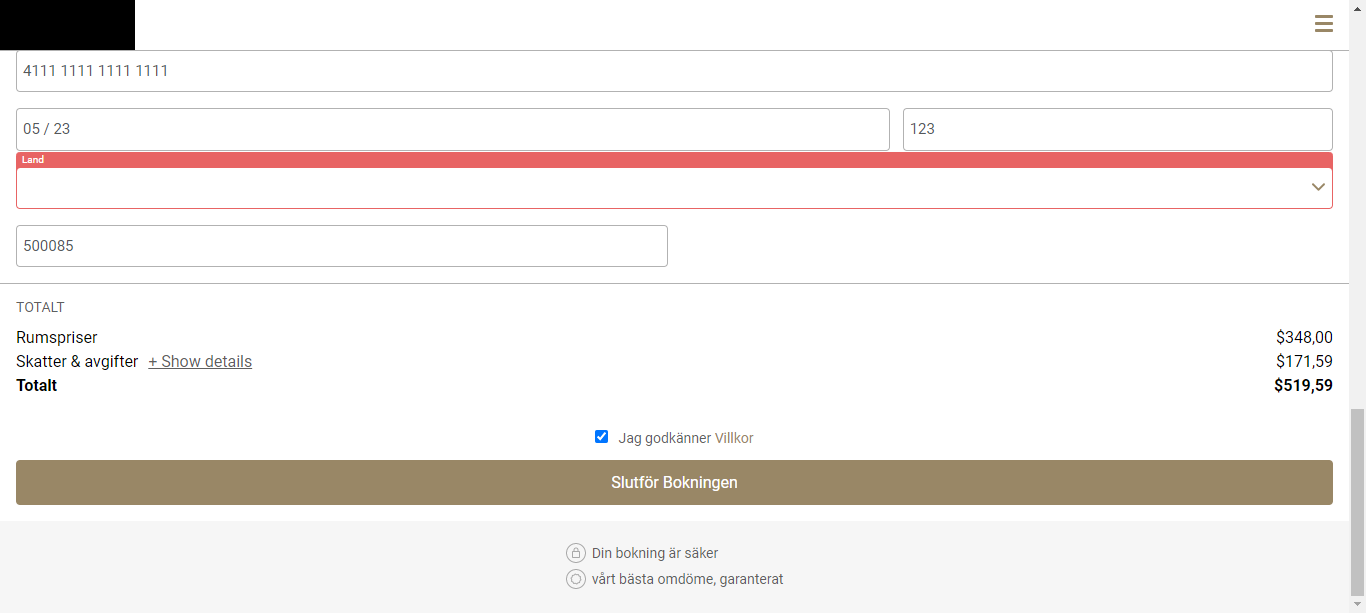 4111 1111 1111 1111
05 / 23 123
Land
500085
TOTALT
Rumspriser $348,00
Skatter & avgifter + Show details $171,59
Totalt $519,59
Jag godkänner Villkor
Slutför Bokningen
Din bokning är säker
vårt bästa omdöme, garanterat